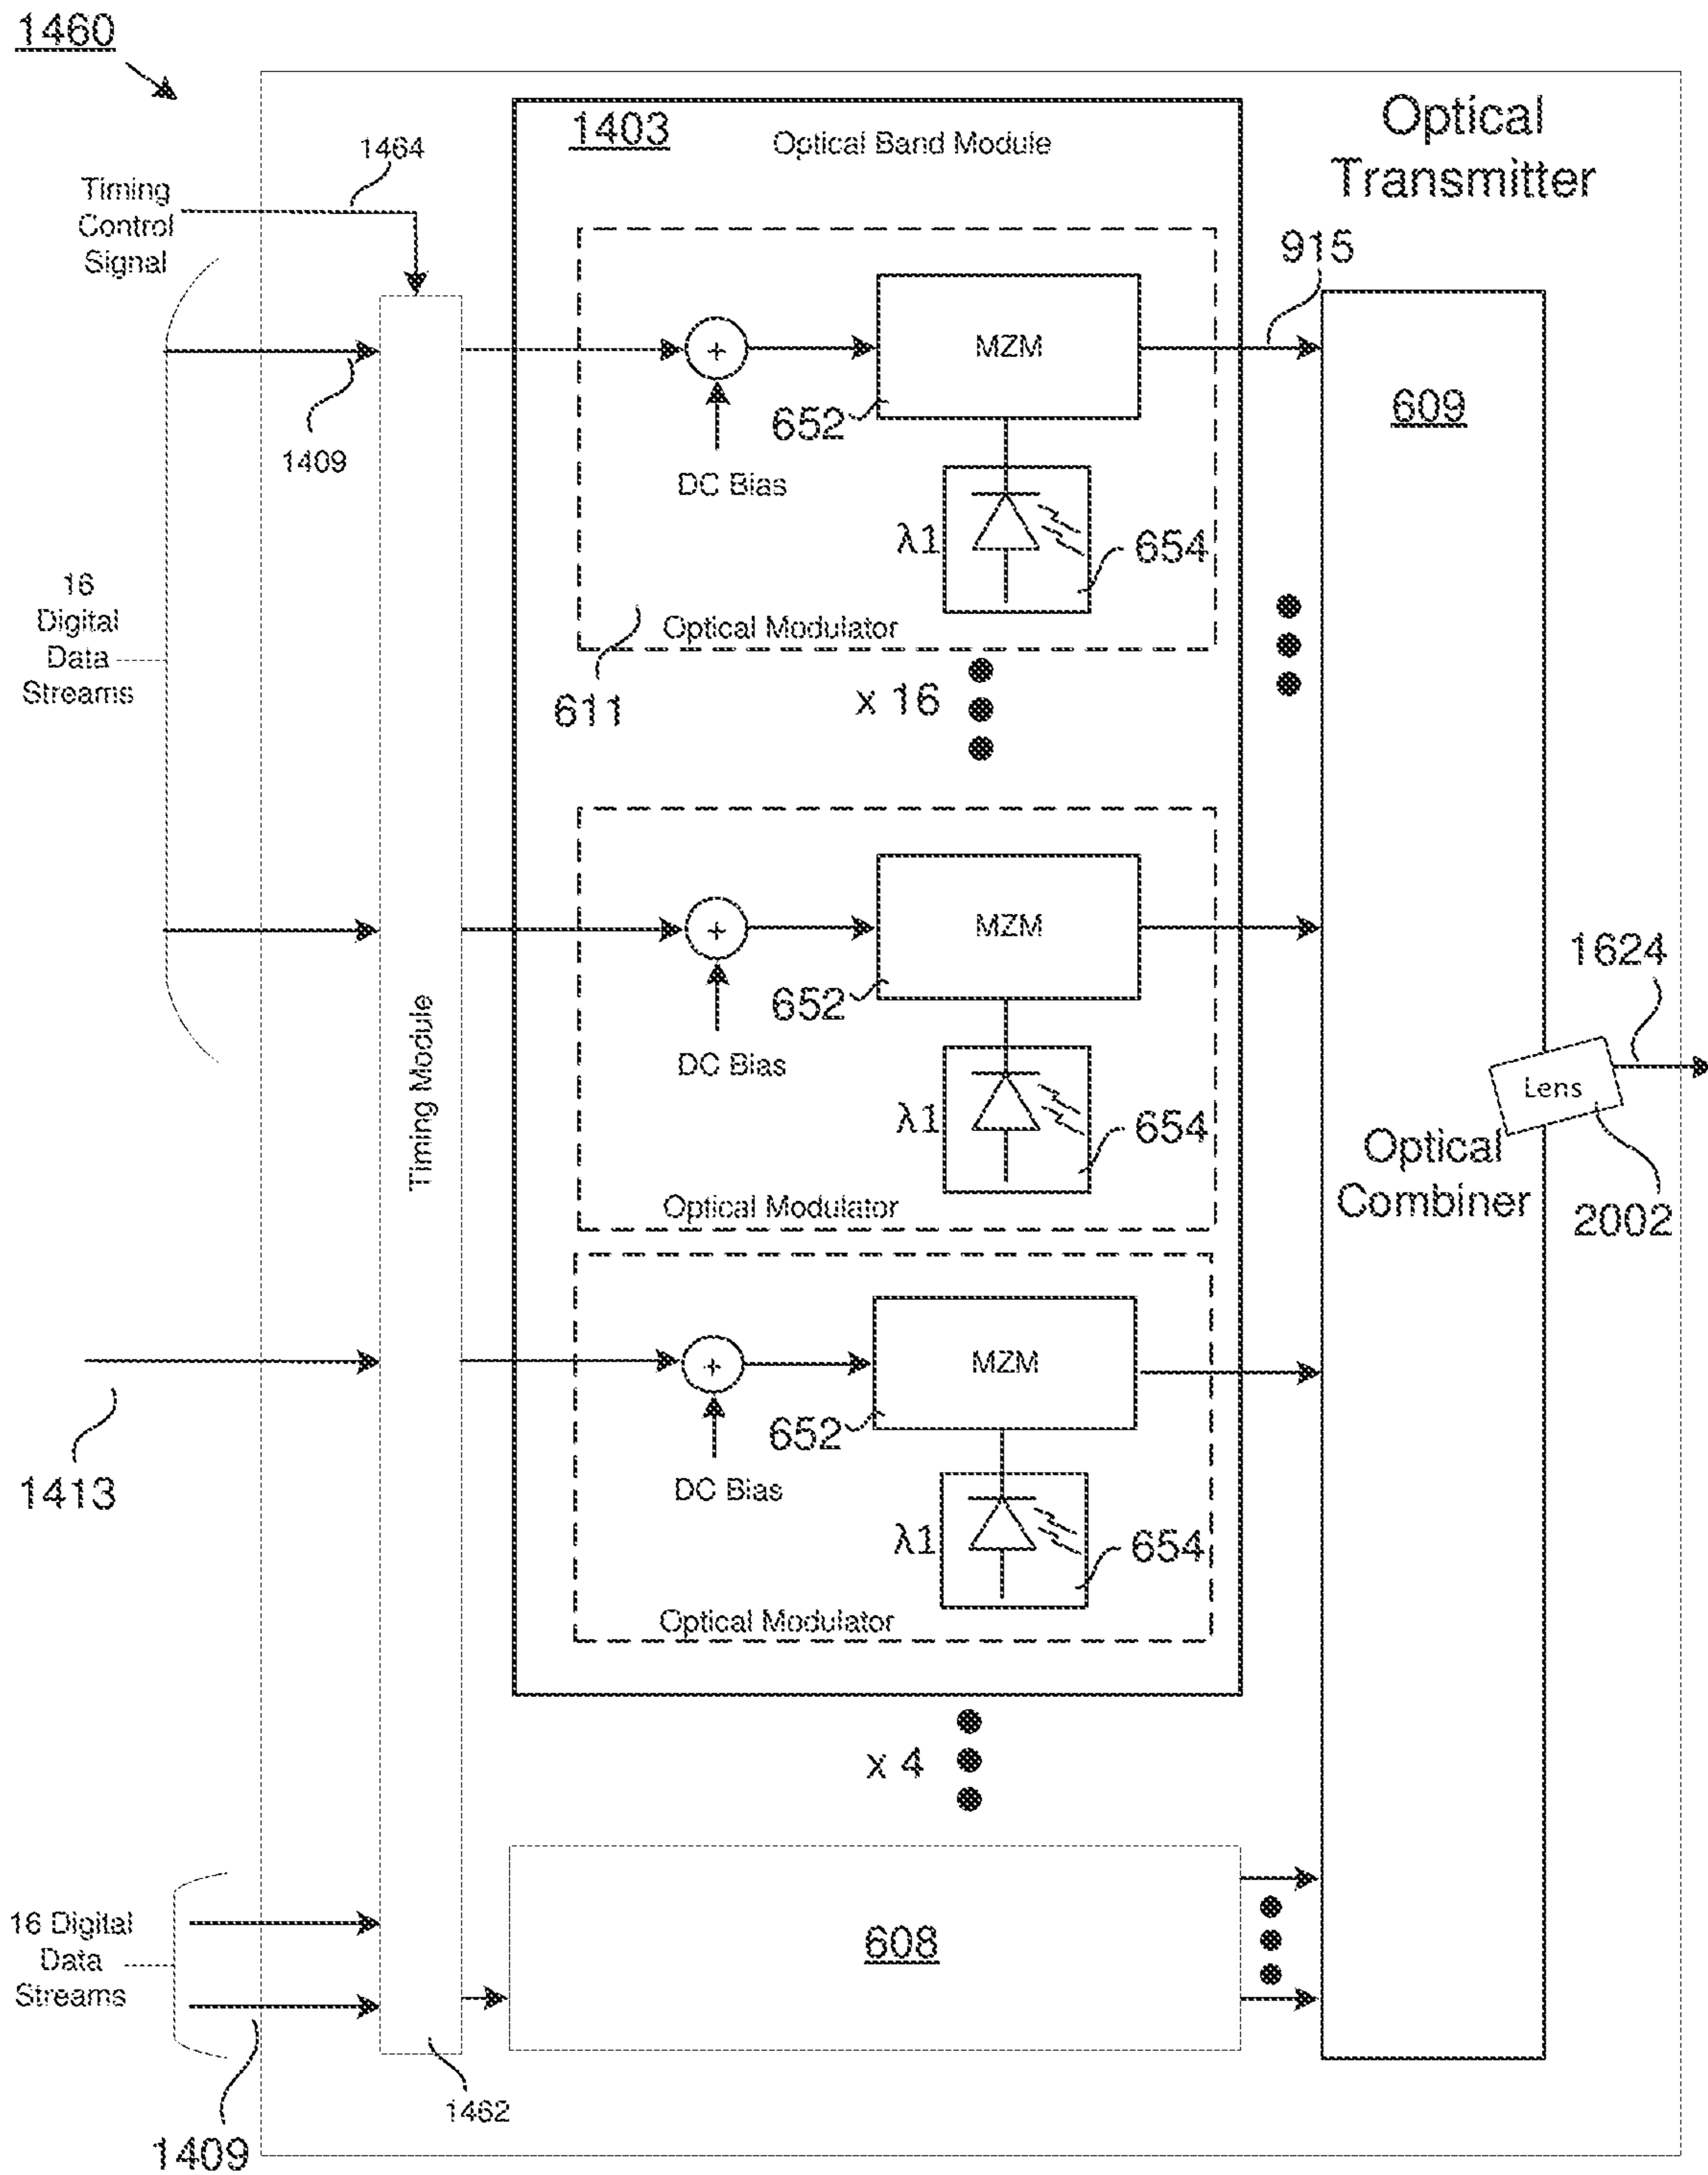 1460
1403
Optical Band Module
Optical
Transmitter
1464
Timing
Control
Signal
915
+
MZM
609
652
1409
DC Bias
λ1
654
16
Digital
Data
Streams
Optical Modulator
611
x 16
+
MZM
1624
652
Timing Module
DC Bias
Lens
λ1
654
Optical
Combiner
2002
Optical Modulator
+
MZM
652
1413
DC Bias
λ1
654
Optical Modulator
x 4
16 Digital
Data
Streams
608
1462
1409